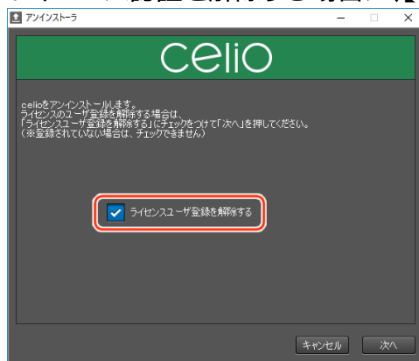 アンインストーラ
celio
celioをアンインストールします。
ライセンスのユーザ登録を解除する場合は、
「ライセンスユーザ登録を解除する」にチェックをつけて「次へ」を押してください。
(※登録されていない場合は、チェックできません)
ライセンスユーザ登録を解除する
キャンセル
次へ